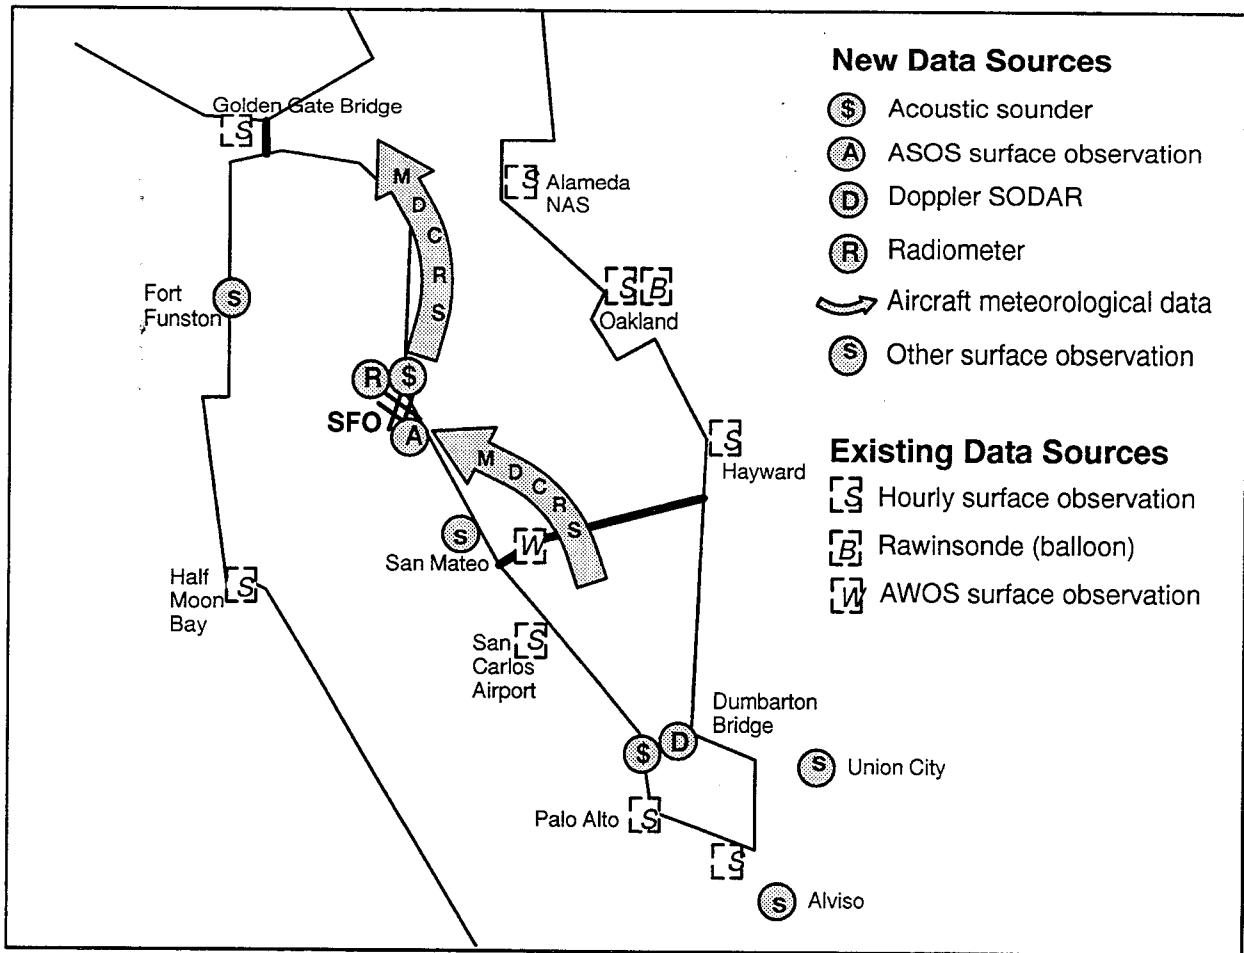 Golden Gate Bridge
S
M
D
C
R
S
S
Alameda
NAS
S
B
Oakland
Fort
Funston
S
R
$
SFO
A
M
D
C
R
S
S
Hayward
S
San Mateo
W
Half
Moon
Bay
S
San
Carlos
Airport
S
Dumbarton
Bridge
$
D
S
Union City
Palo Alto
S
S
S
Alviso
New Data Sources
$ Acoustic sounder
A ASOS surface observation
D Doppler SODAR
R Radiometer
Aircraft meteorological data
S Other surface observation
Existing Data Sources
S Hourly surface observation
B Rawinsonde (balloon)
W AWOS surface observation